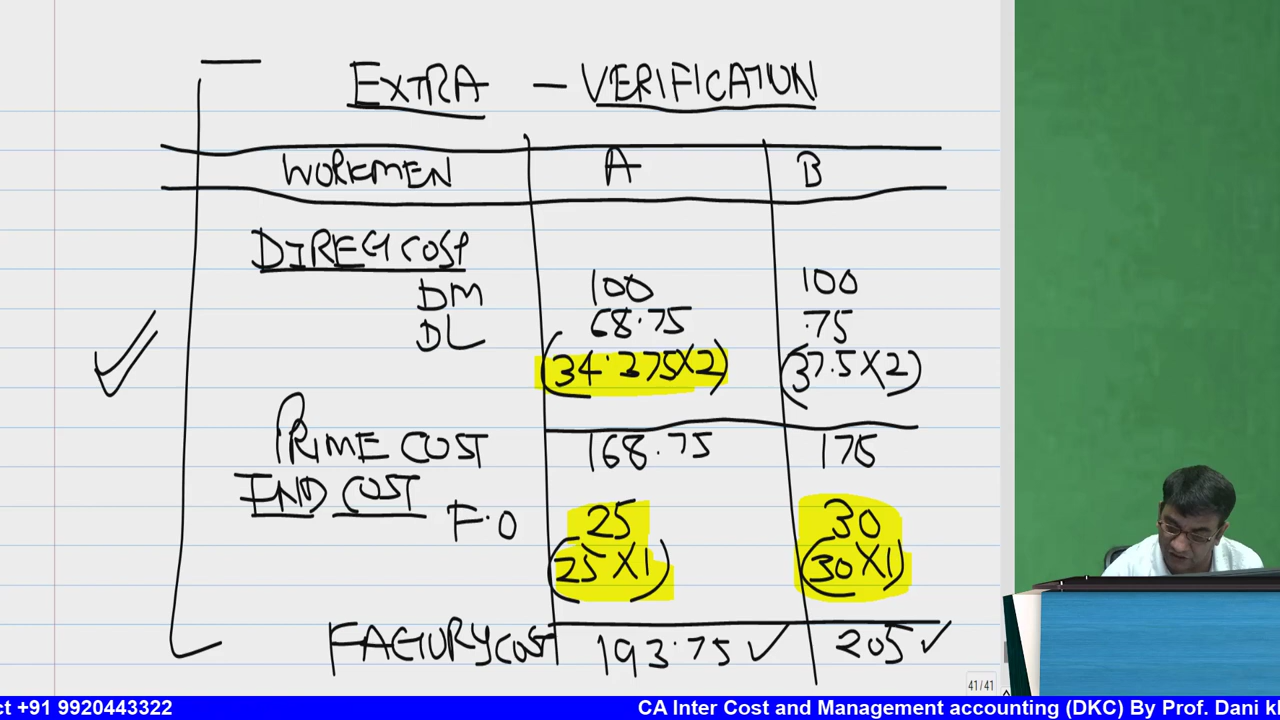 EXTRA - VERIFICATION
WORKMEN A B
DIRECT COST
DM 100 100
DL 68.75 .75
(34.275X2) (37.5X2)
PRIME COST 168.75 175
IND COST
F.O 25 30
(25X1) (30X1)
FACTORY COST 193.75 ✓ 205 ✓
41/41
ct +91 9920443322 CA Inter Cost and Management accounting (DKC) By Prof. Dani k